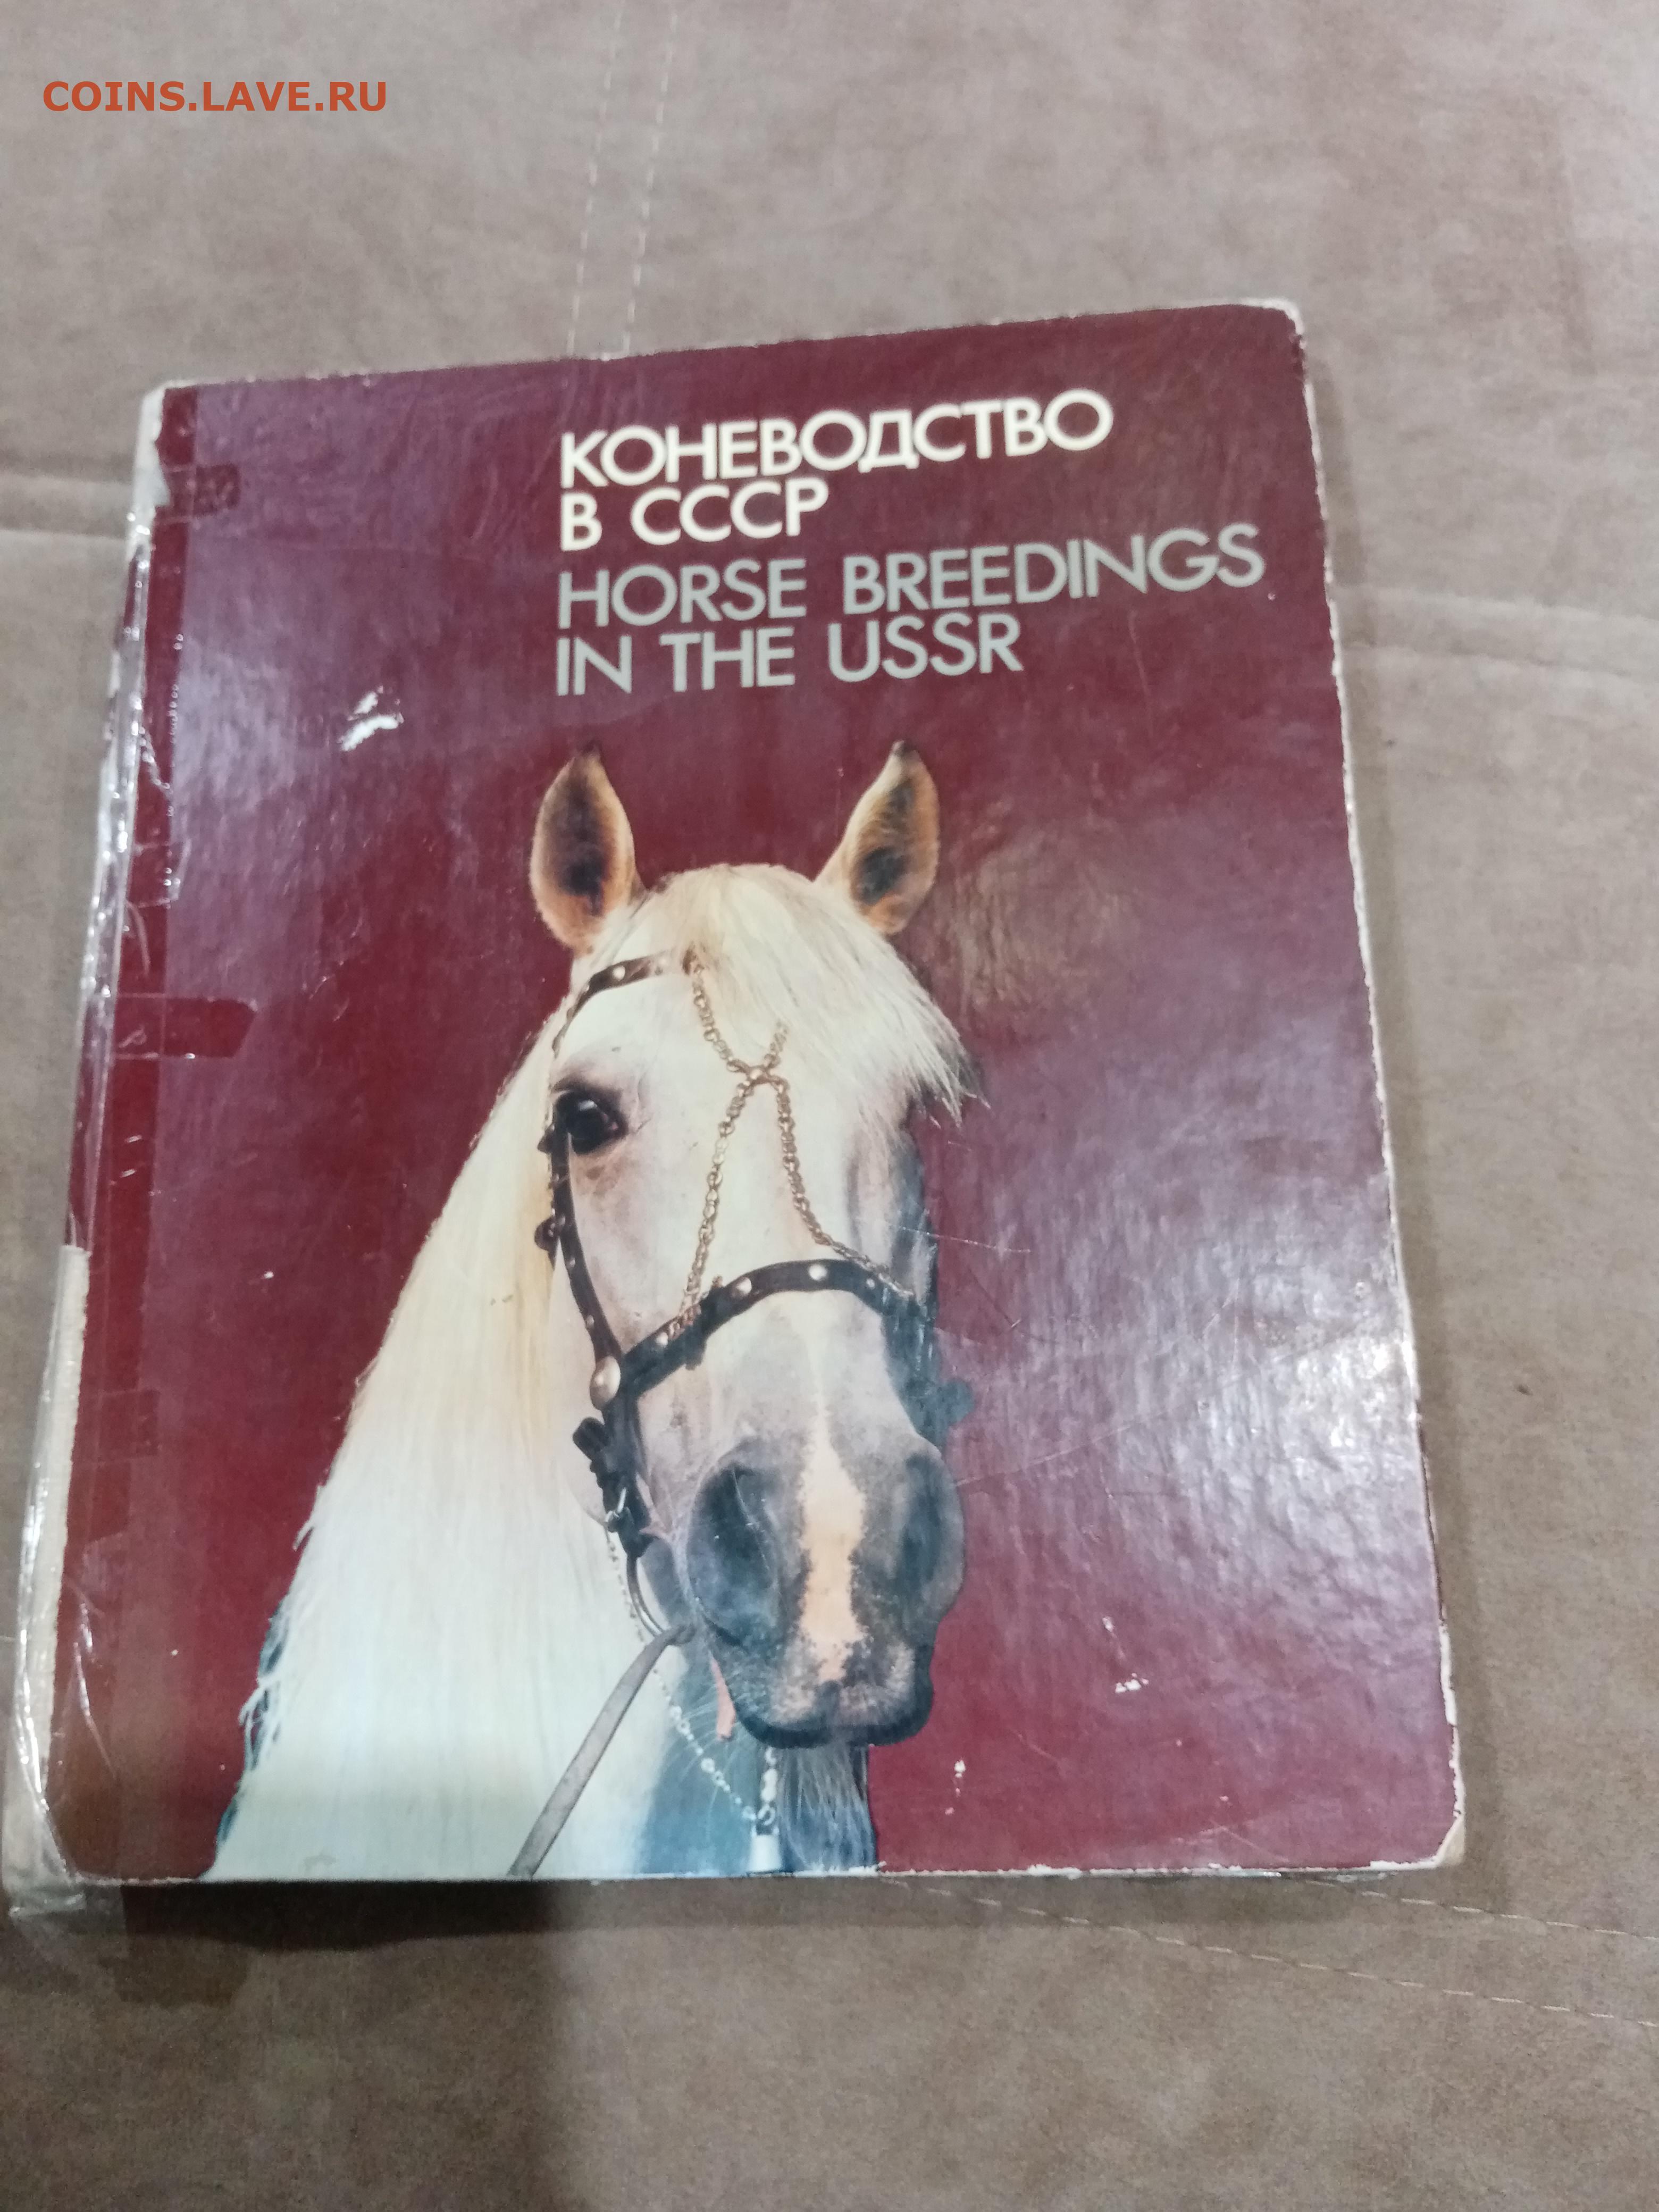 COINS.LAVE.RU
КОНЕВОДСТВО
В СССР
HORSE BREEDINGS
IN THE USSR